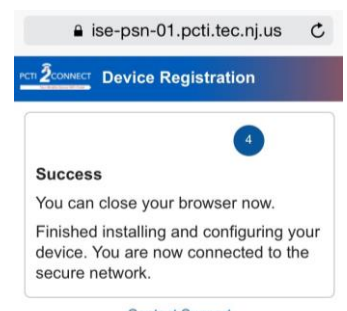 ise-psn-01.pcti.tec.nj.us
PCTI 2CONNECT Device Registration
4
Success
You can close your browser now.
Finished installing and configuring your
device. You are now connected to the
secure network.